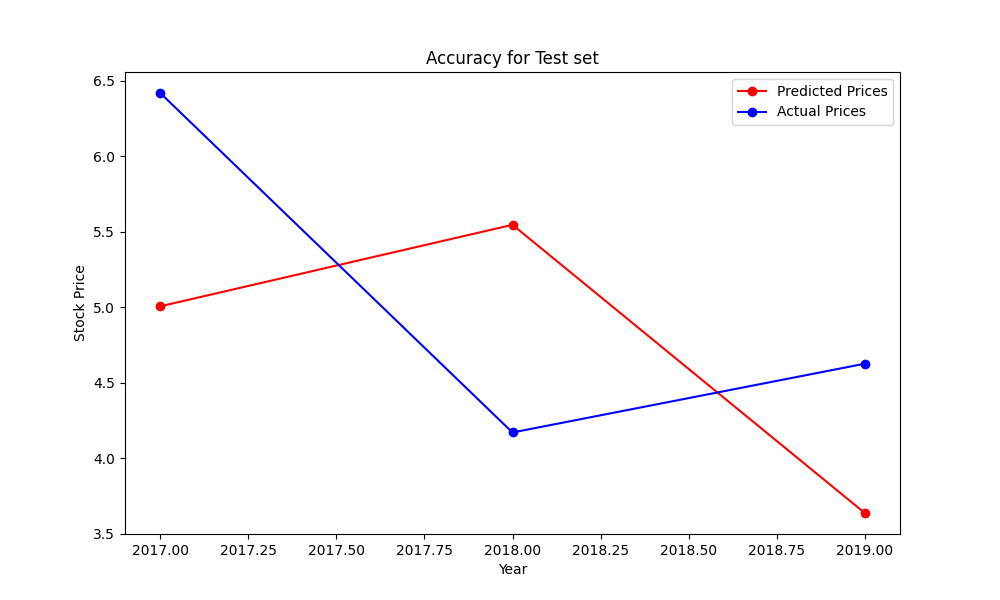 Accuracy for Test set
Predicted Prices
Actual Prices
6.5
6.0
5.5
5.0
4.5
4.0
3.5
Stock Price
2017.00 2017.25 2017.50 2017.75 2018.00 2018.25 2018.50 2018.75 2019.00
Year